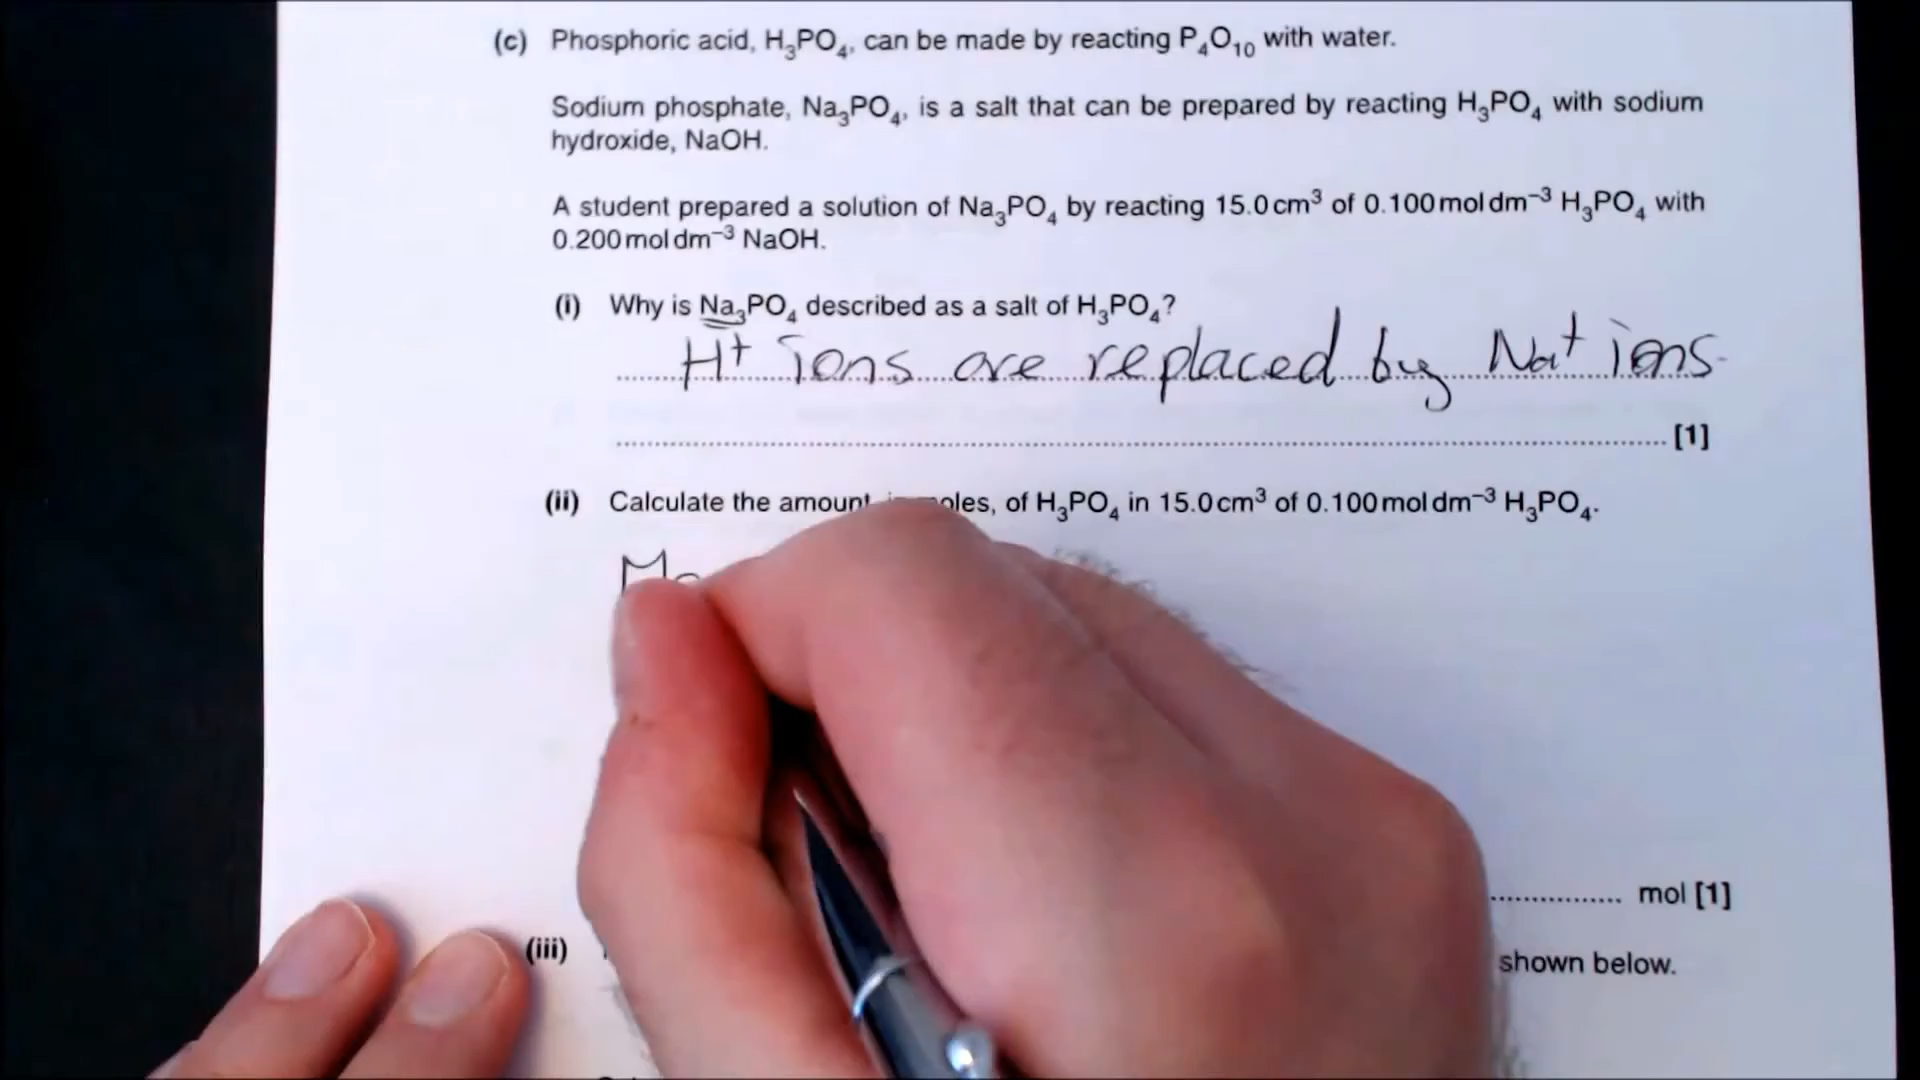 (c) Phosphoric acid, H₃PO₄, can be made by reacting P₄O₁₀ with water.
Sodium phosphate, Na₃PO₄, is a salt that can be prepared by reacting H₃PO₄ with sodium
hydroxide, NaOH.
A student prepared a solution of Na₃PO₄ by reacting 15.0 cm³ of 0.100 mol dm⁻³ H₃PO₄ with
0.200 mol dm⁻³ NaOH.
(i) Why is Na₃PO₄ described as a salt of H₃PO₄?
H⁺ ions are replaced by Na⁺ ions.
[1]
(ii) Calculate the amount, of H₃PO₄ in 15.0 cm³ of 0.100 mol dm⁻³ H₃PO₄.
mol [1]
(iii) shown below.